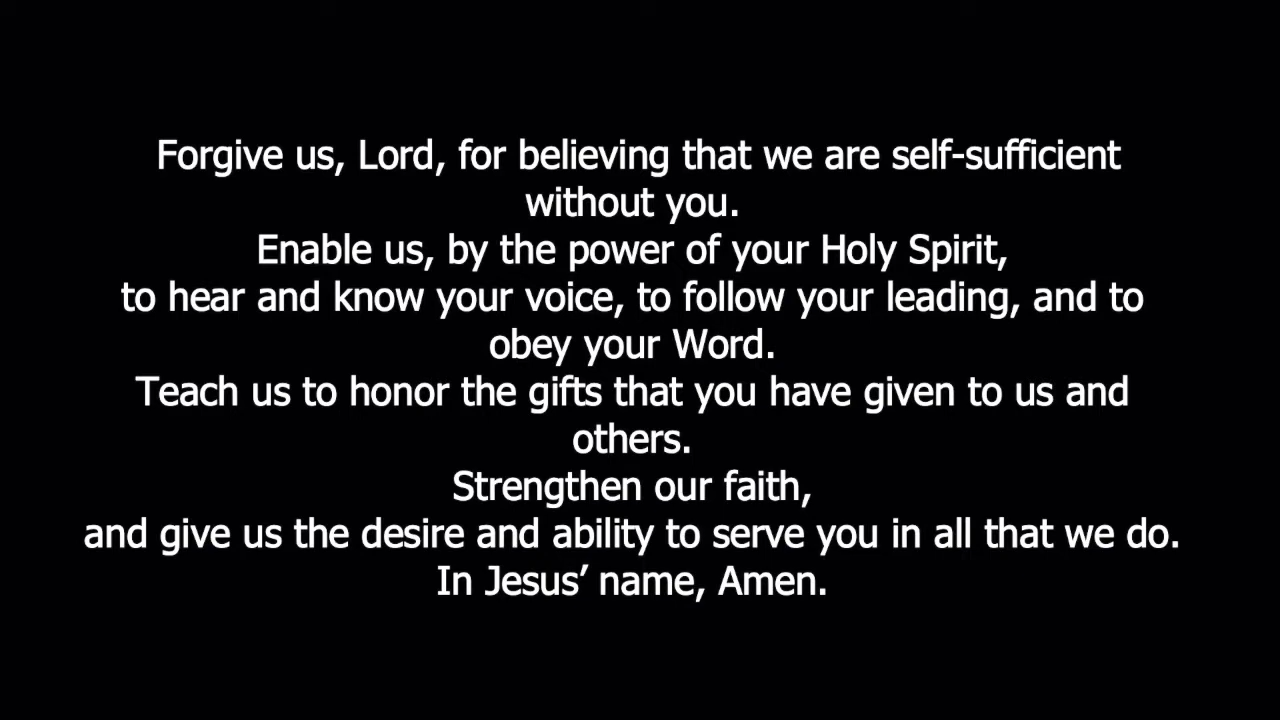 Forgive us, Lord, for believing that we are self-sufficient
without you.
Enable us, by the power of your Holy Spirit,
to hear and know your voice, to follow your leading, and to
obey your Word.
Teach us to honor the gifts that you have given to us and
others.
Strengthen our faith,
and give us the desire and ability to serve you in all that we do.
In Jesus’ name, Amen.